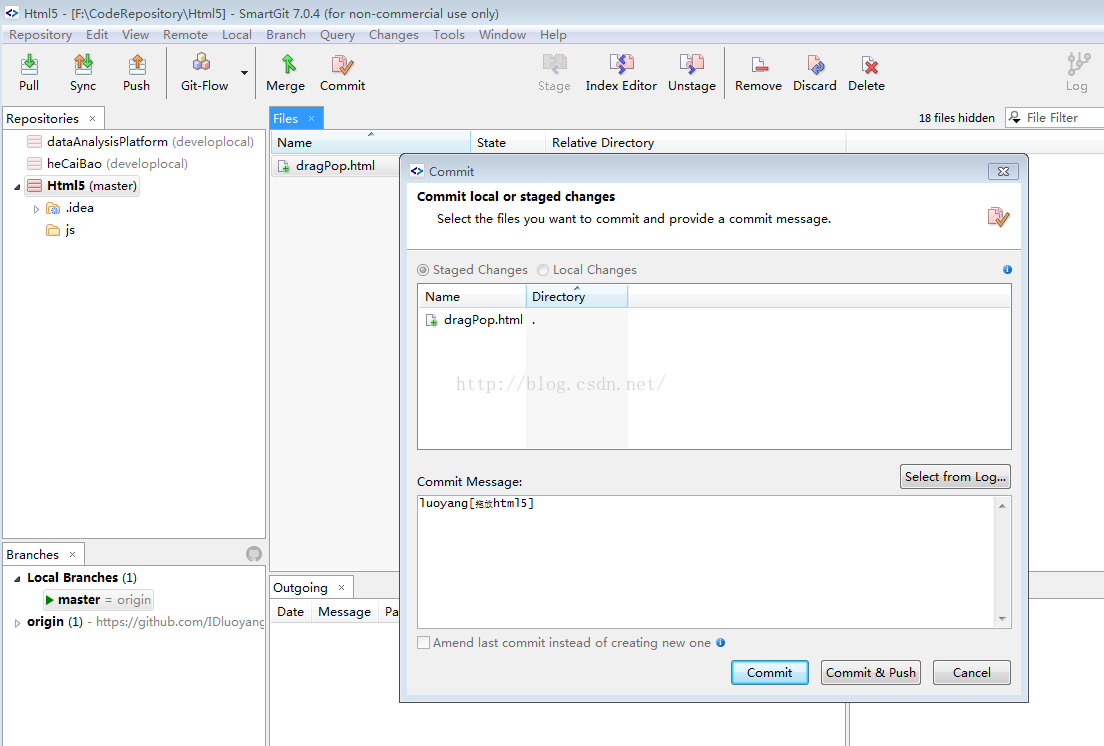 Html5 - [F:\CodeRepository\Html5] - SmartGit 7.0.4 (for non-commercial use only)
Repository Edit View Remote Local Branch Query Changes Tools Window Help
Pull Sync Push Git-Flow Merge Commit Stage Index Editor Unstage Remove Discard Delete Log
Repositories
dataAnalysisPlatform (developlocal)
heCaiBao (developlocal)
Html5 (master)
.idea
js
Files
18 files hidden
File Filter
Name State Relative Directory
dragPop.html
Commit
Commit local or staged changes
Select the files you want to commit and provide a commit message.
Staged Changes Local Changes
Name Directory
dragPop.html .
http://blog.csdn.net/
Commit Message:
Select from Log...
luoyang[拖放html5]
Amend last commit instead of creating new one
Commit Commit & Push Cancel
Branches
Local Branches (1)
master = origin
origin (1) - https://github.com/IDluoyang
Outgoing
Date Message Pa